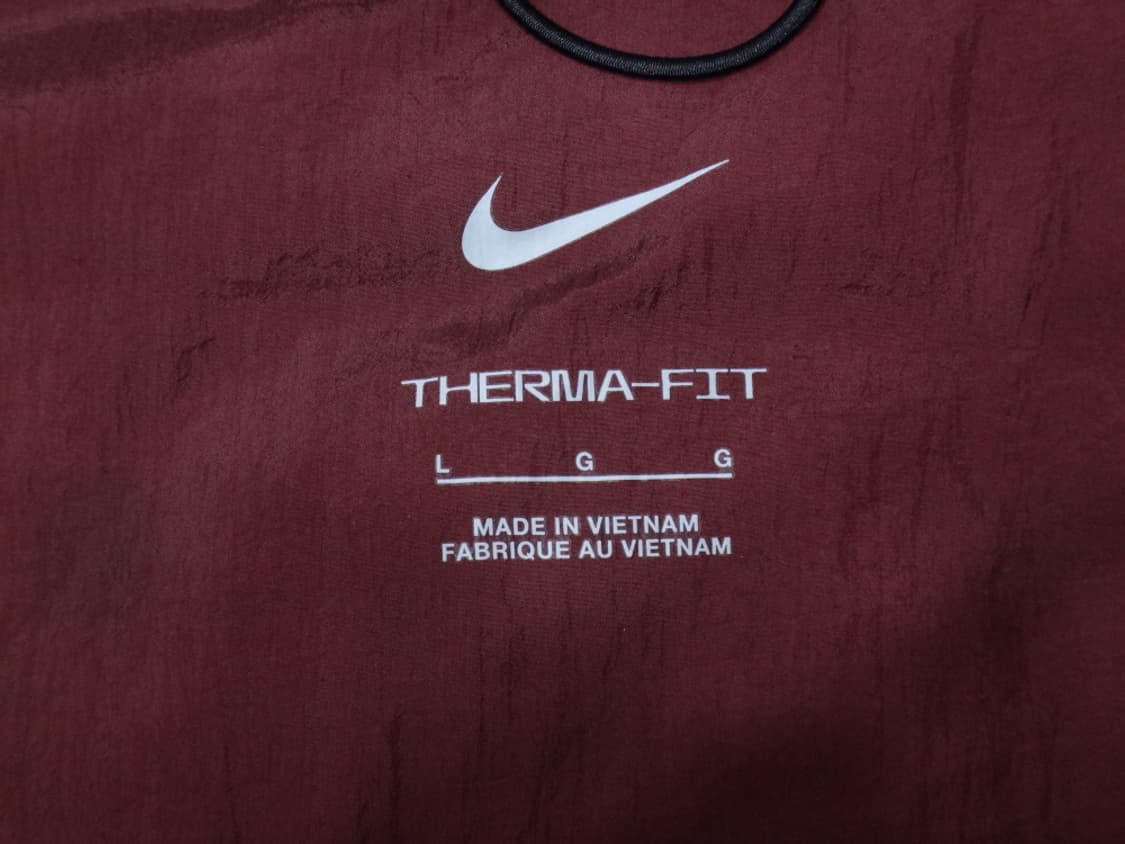 THERMA-FIT
L G G
MADE IN VIETNAM
FABRIQUE AU VIETNAM